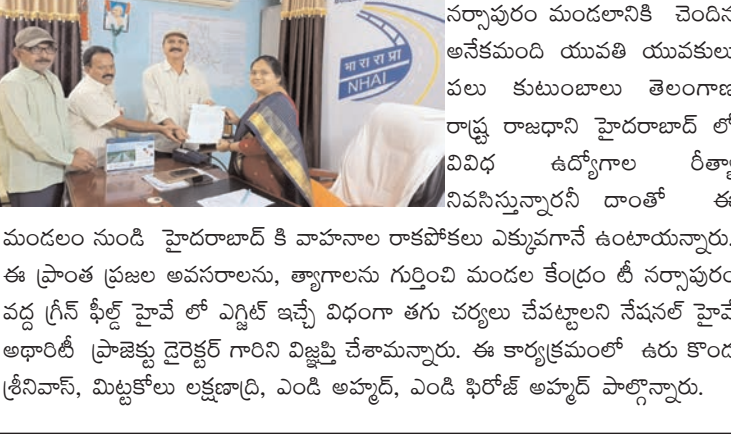 भा रा रा प्रा
NHAI
నర్సాపురం మండలానికి చెందిన
అనేకమంది యువతి యువకులు
పలు కుటుంబాలు తెలంగాణ
రాష్ట్ర రాజధాని హైదరాబాద్ లో
వివిధ ఉద్యోగాల రీత్యా
నివసిస్తున్నారనీ దాంతో ఈ
మండలం నుండి హైదరాబాద్ కి వాహనాల రాకపోకలు ఎక్కువగానే ఉంటాయన్నారు.
ఈ ప్రాంత ప్రజల అవసరాలను, త్యాగాలను గుర్తించి మండల కేంద్రం టీ నర్సాపురం
వద్ద గ్రీన్ ఫీల్డ్ హైవే లో ఎగ్జిట్ ఇచ్చే విధంగా తగు చర్యలు చేపట్టాలని నేషనల్ హైవే
అథారిటీ ప్రాజెక్టు డైరెక్టర్ గారిని విజ్ఞప్తి చేశామన్నారు. ఈ కార్యక్రమంలో ఉరు కొండ
శ్రీనివాస్, మిట్టకోలు లక్షణాద్రి, ఎండి అహ్మద్, ఎండి ఫిరోజ్ అహ్మద్ పాల్గొన్నారు.